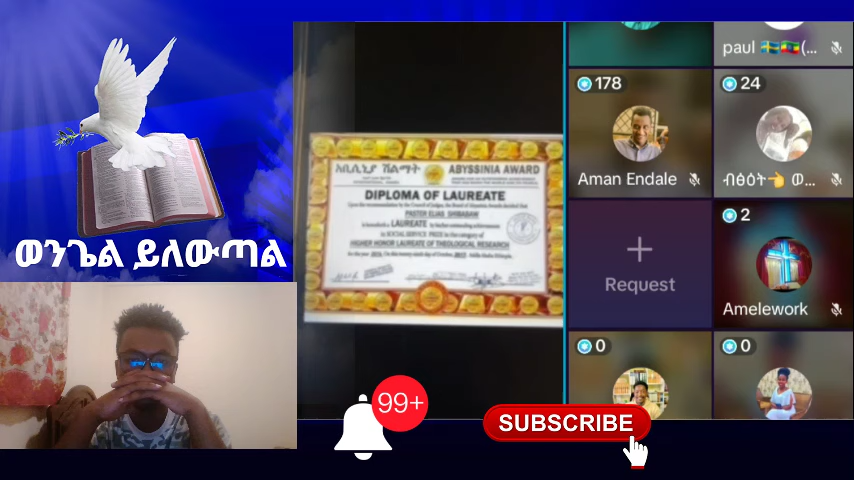 ወንጌል ይለውጣል
አቢሲኒያ ሽልማት
ABYSSINIA AWARD
DIPLOMA OF LAUREATE
PASTER ELIAS SHIBABAW
LAUREATE
HIGHER HONOR LAUREATE OF THEOLOGICAL RESEARCH
paul 🇸🇪🇪🇹(...
178
Aman Endale
24
ብፅዕት👈 ወ...
+
Request
2
Amelework
0
0
99+
SUBSCRIBE